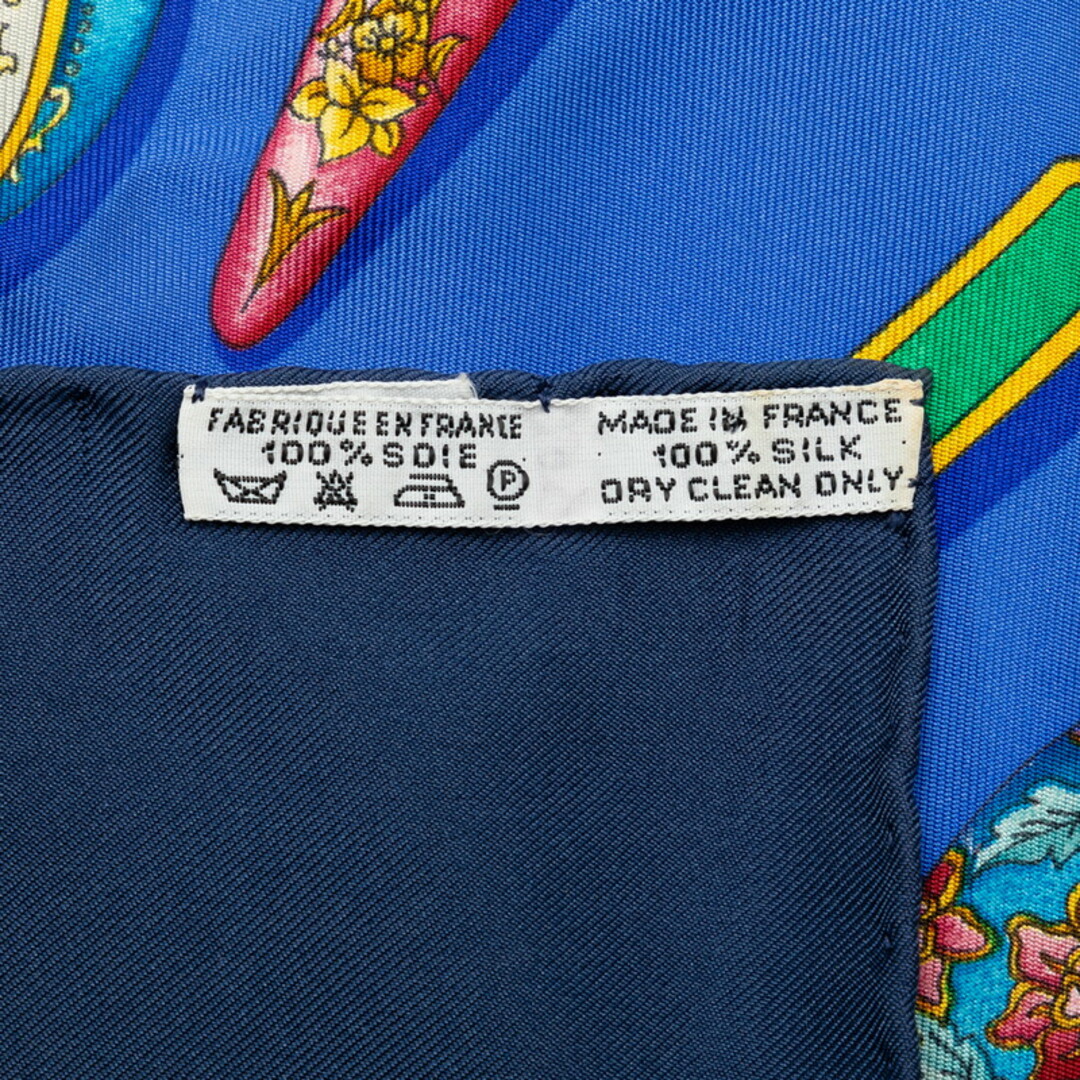 FABRIQUE EN FRANCE
100% SOIE
P
MADE IN FRANCE
100% SILK
DRY CLEAN ONLY